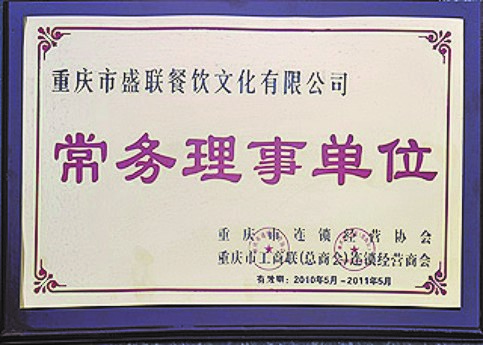 重庆市盛联餐饮文化有限公司
常务理事单位
重庆市连锁经营协会
重庆市工商联(总商会)连锁经营商会
有效期：2010年5月-2011年5月